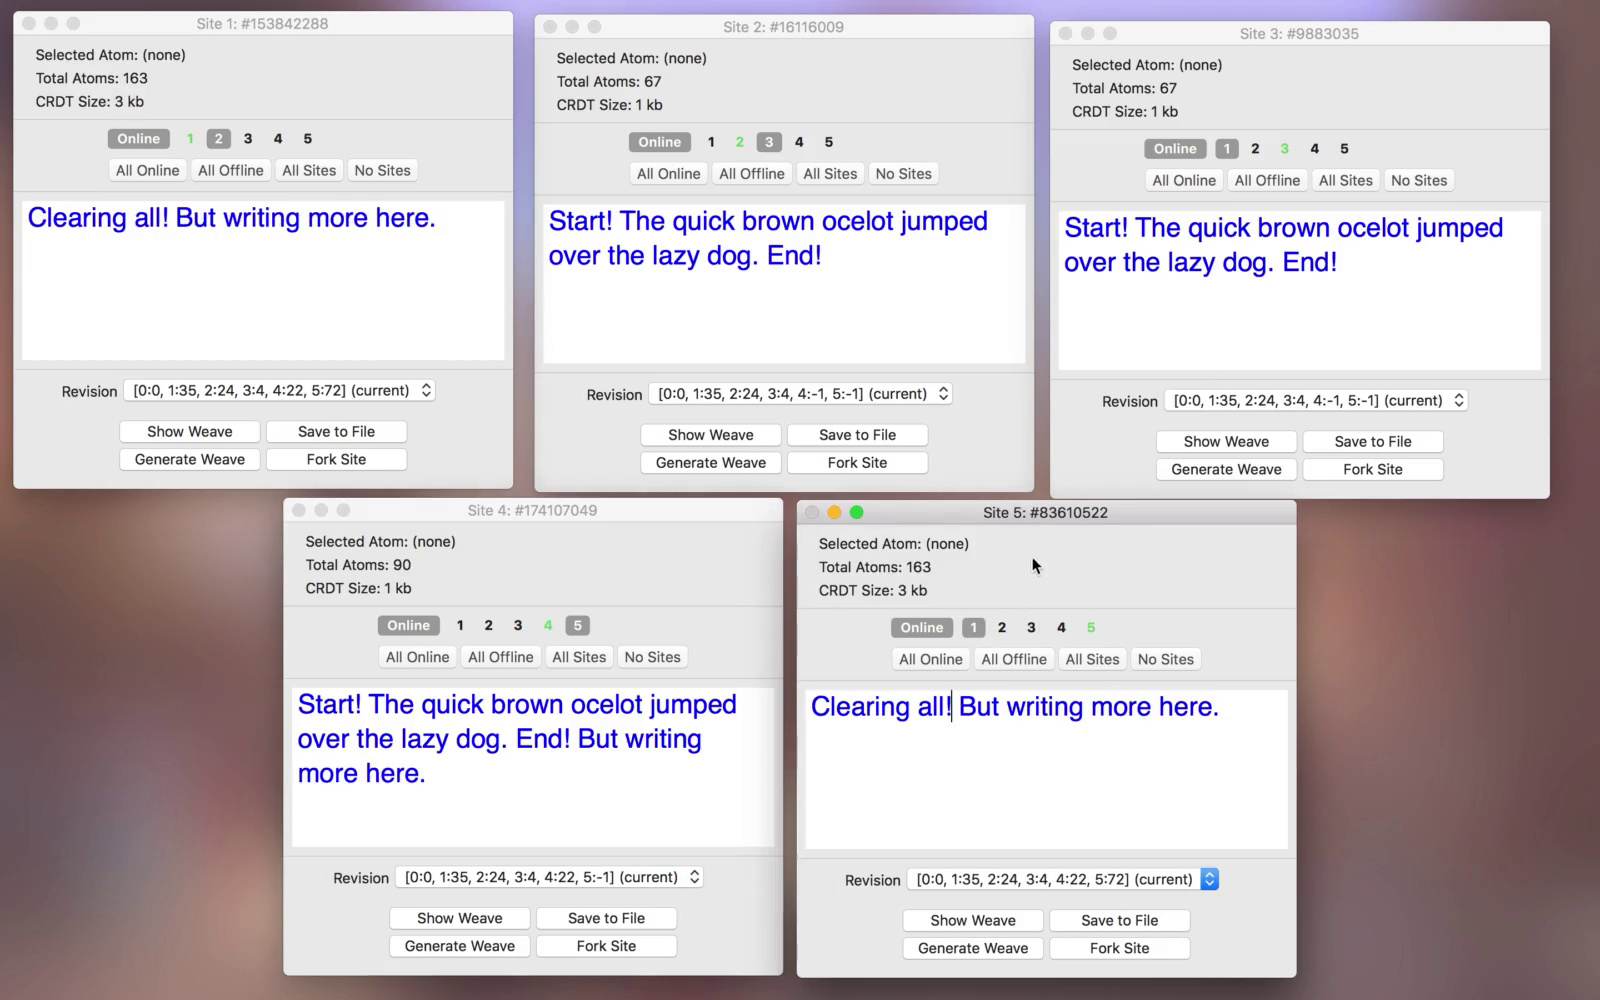 Site 1: #153842288
Selected Atom: (none)
Total Atoms: 163
CRDT Size: 3 kb
Online 1 2 3 4 5
All Online All Offline All Sites No Sites
Clearing all! But writing more here.
Revision [0:0, 1:35, 2:24, 3:4, 4:22, 5:72] (current)
Show Weave Save to File
Generate Weave Fork Site
Site 2: #16116009
Selected Atom: (none)
Total Atoms: 67
CRDT Size: 1 kb
Online 1 2 3 4 5
All Online All Offline All Sites No Sites
Start! The quick brown ocelot jumped
over the lazy dog. End!
Revision [0:0, 1:35, 2:24, 3:4, 4:-1, 5:-1] (current)
Show Weave Save to File
Generate Weave Fork Site
Site 3: #9883035
Selected Atom: (none)
Total Atoms: 67
CRDT Size: 1 kb
Online 1 2 3 4 5
All Online All Offline All Sites No Sites
Start! The quick brown ocelot jumped
over the lazy dog. End!
Revision [0:0, 1:35, 2:24, 3:4, 4:-1, 5:-1] (current)
Show Weave Save to File
Generate Weave Fork Site
Site 4: #174107049
Selected Atom: (none)
Total Atoms: 90
CRDT Size: 1 kb
Online 1 2 3 4 5
All Online All Offline All Sites No Sites
Start! The quick brown ocelot jumped
over the lazy dog. End! But writing
more here.
Revision [0:0, 1:35, 2:24, 3:4, 4:22, 5:-1] (current)
Show Weave Save to File
Generate Weave Fork Site
Site 5: #83610522
Selected Atom: (none)
Total Atoms: 163
CRDT Size: 3 kb
Online 1 2 3 4 5
All Online All Offline All Sites No Sites
Clearing all! But writing more here.
Revision [0:0, 1:35, 2:24, 3:4, 4:22, 5:72] (current)
Show Weave Save to File
Generate Weave Fork Site